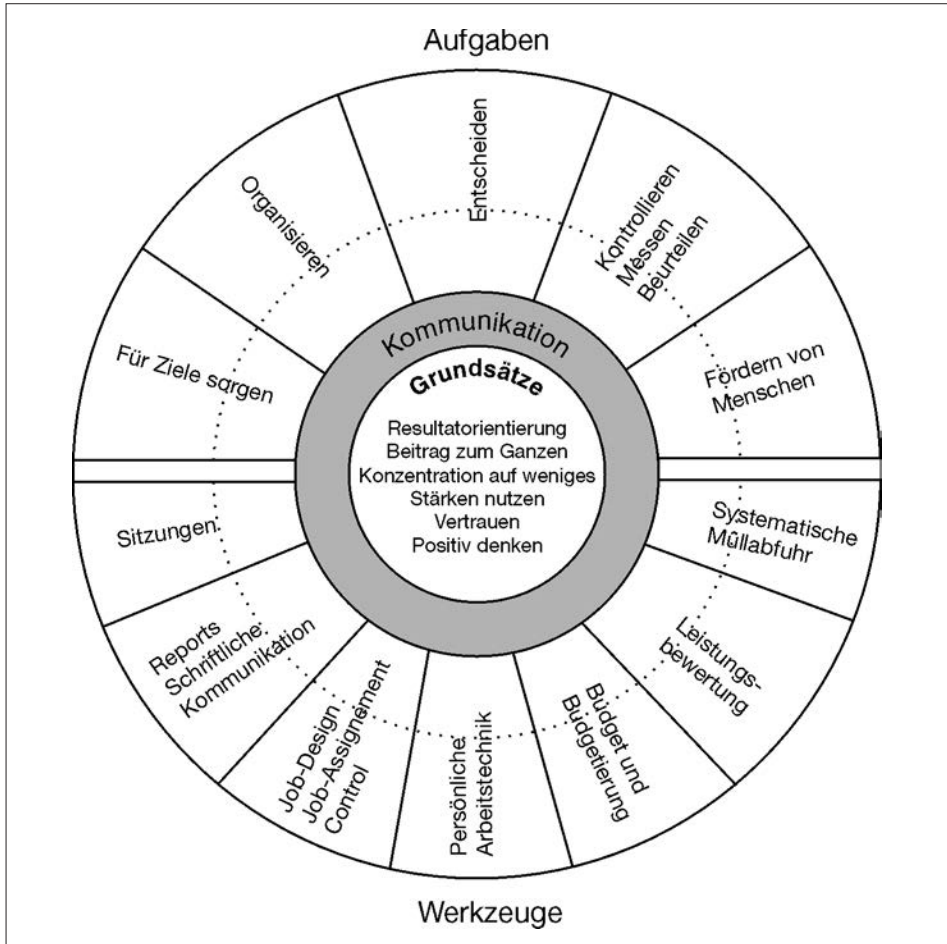 Aufgaben
Für Ziele sorgen
Organisieren
Entscheiden
Kontrollieren
Messen
Beurteilen
Fördern von
Menschen
Kommunikation
Grundsätze
Resultatorientierung
Beitrag zum Ganzen
Konzentration auf weniges
Stärken nutzen
Vertrauen
Positiv denken
Sitzungen
Reports
Schriftliche
Kommunikation
Job-Design
Job-Assignement
Control
Persönliche
Arbeitstechnik
Budget und
Budgetierung
Leistungs-
bewertung
Systematische
Müllabfuhr
Werkzeuge